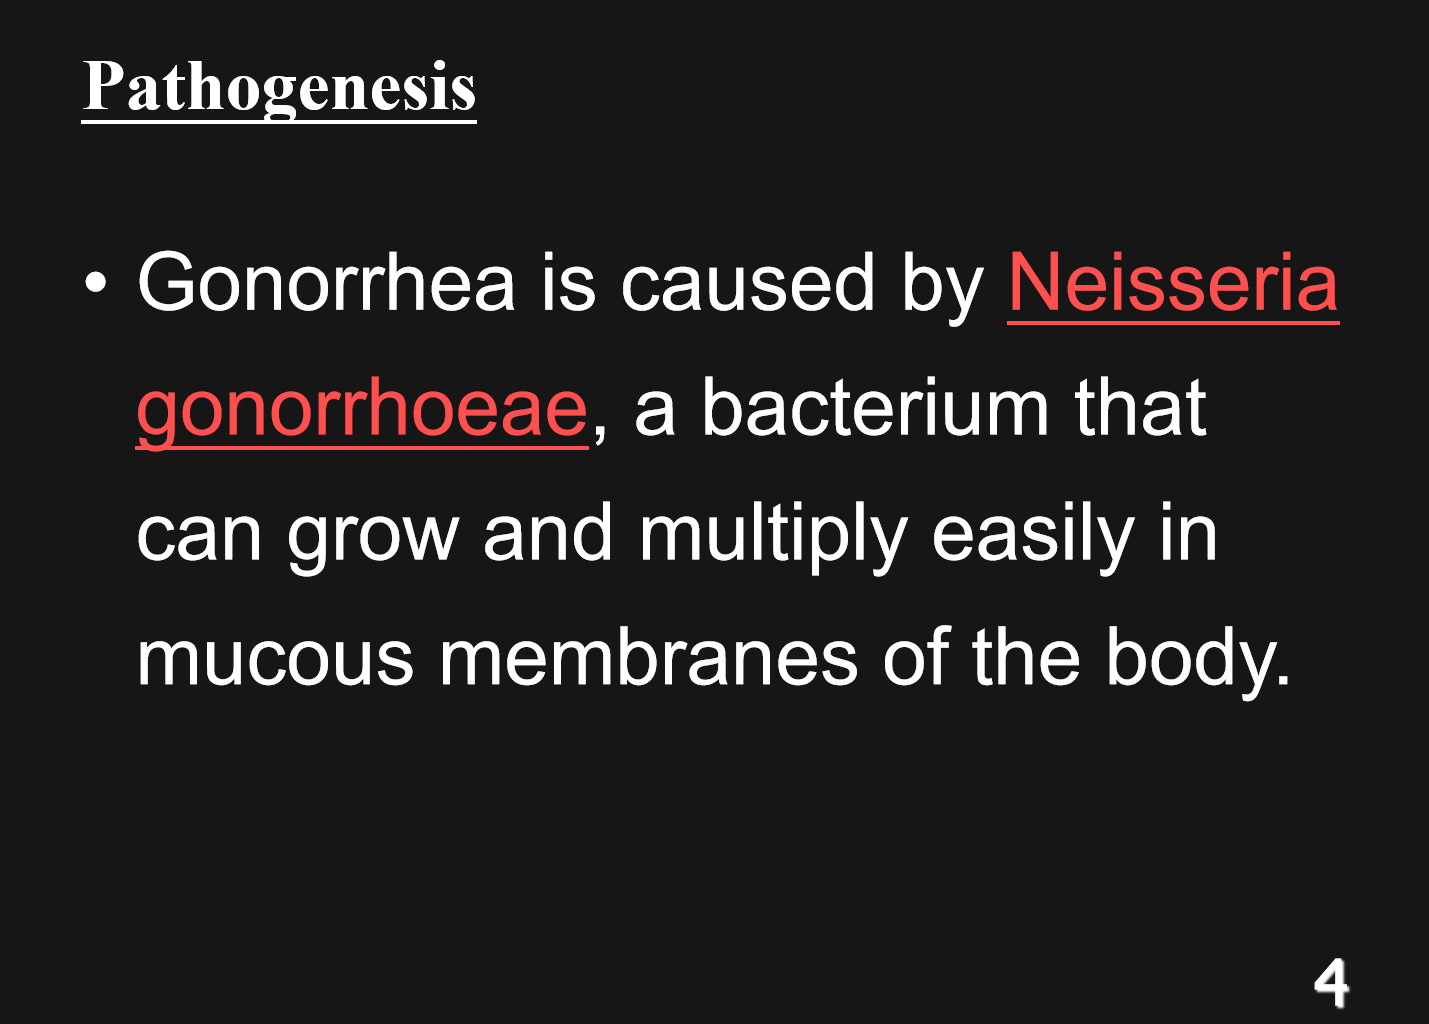 Pathogenesis
• Gonorrhea is caused by Neisseria
gonorrhoeae, a bacterium that
can grow and multiply easily in
mucous membranes of the body.
4